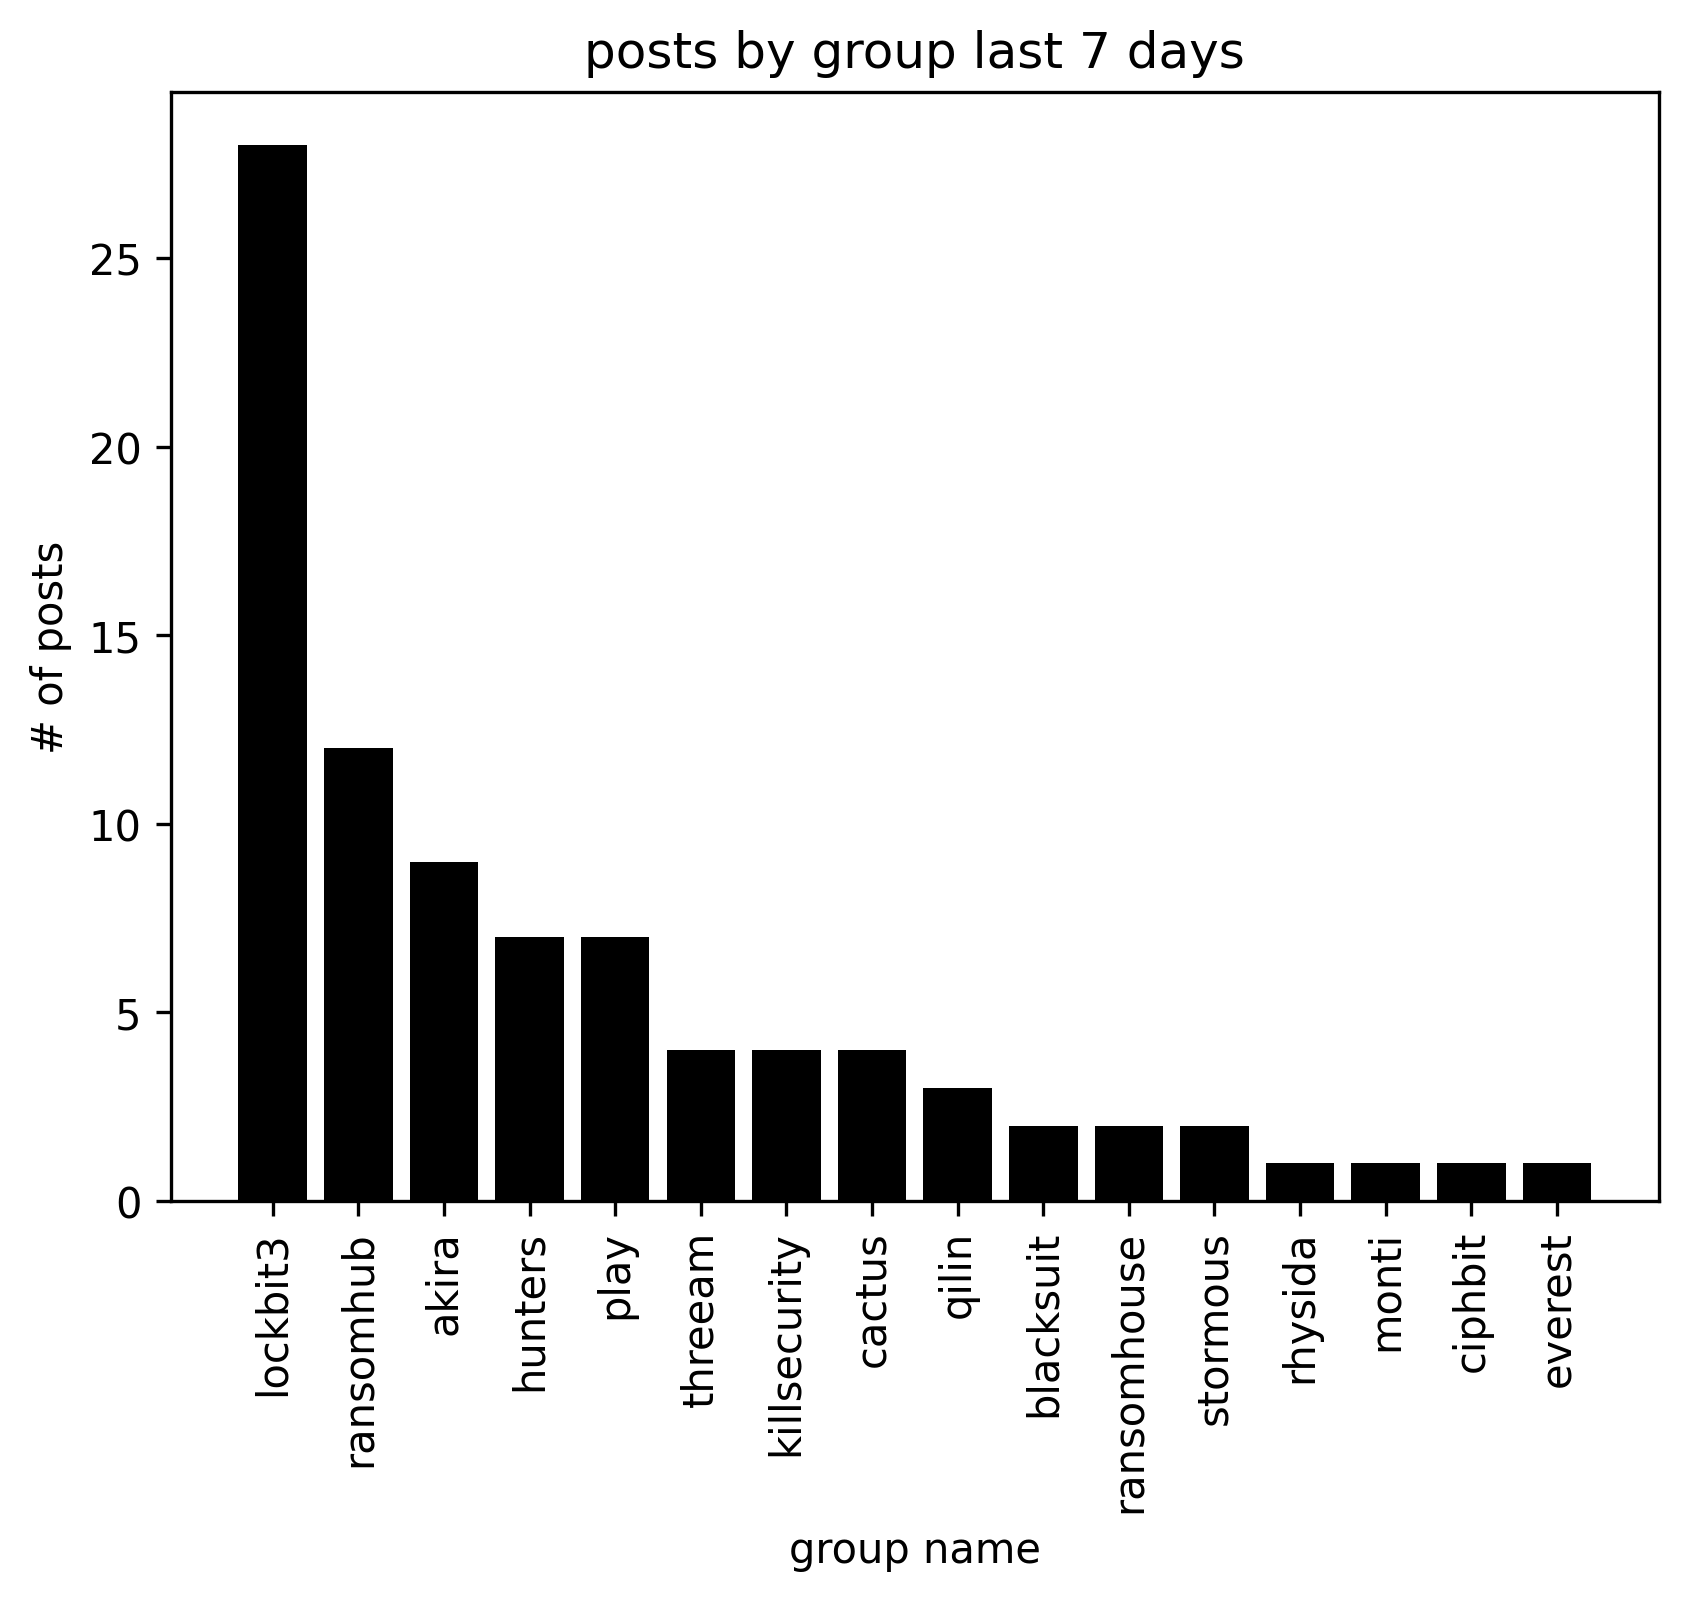 posts by group last 7 days
# of posts
25
20
15
10
5
0
lockbit3
ransomhub
akira
hunters
play
threeam
killsecurity
cactus
qilin
blacksuit
ransomhouse
stormous
rhysida
monti
ciphbit
everest
group name